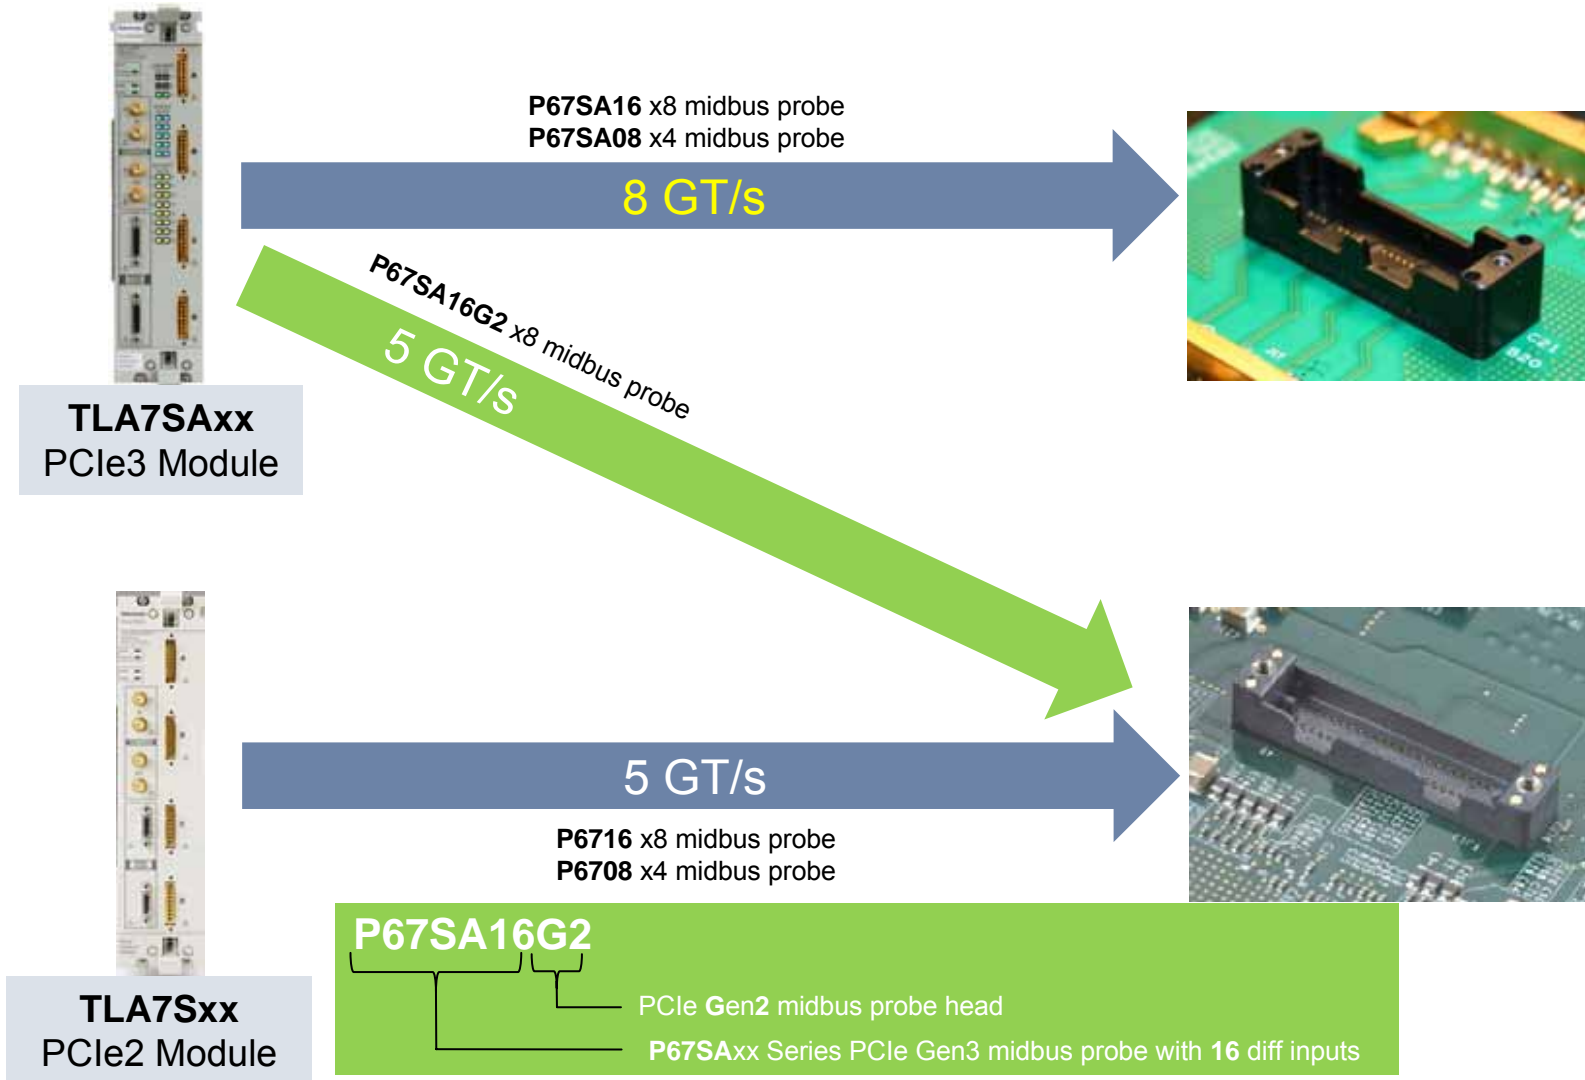 P67SA16 x8 midbus probe
P67SA08 x4 midbus probe
8 GT/s
P67SA16G2 x8 midbus probe
5 GT/s
TLA7SAxx
PCIe3 Module
C21
B20
5 GT/s
P6716 x8 midbus probe
P6708 x4 midbus probe
TLA7Sxx
PCIe2 Module
P67SA16G2
PCIe Gen2 midbus probe head
P67SAxx Series PCIe Gen3 midbus probe with 16 diff inputs